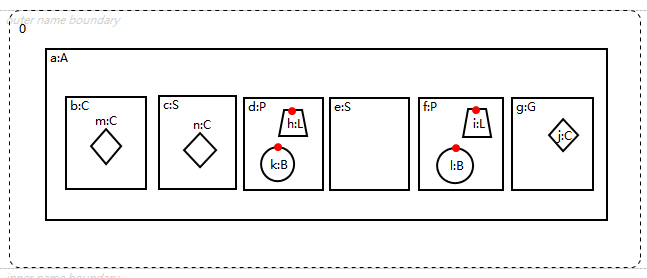 outer name boundary
0
a:A
b:C
c:S
d:P
e:S
f:P
g:G
m:C
n:C
h:L
i:L
j:C
k:B
l:B
inner name boundary